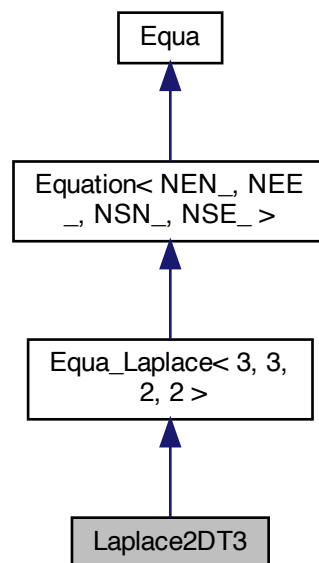 Equa
Equation< NEN_, NEE
_, NSN_, NSE_ >
Equa_Laplace< 3, 3,
2, 2 >
Laplace2DT3